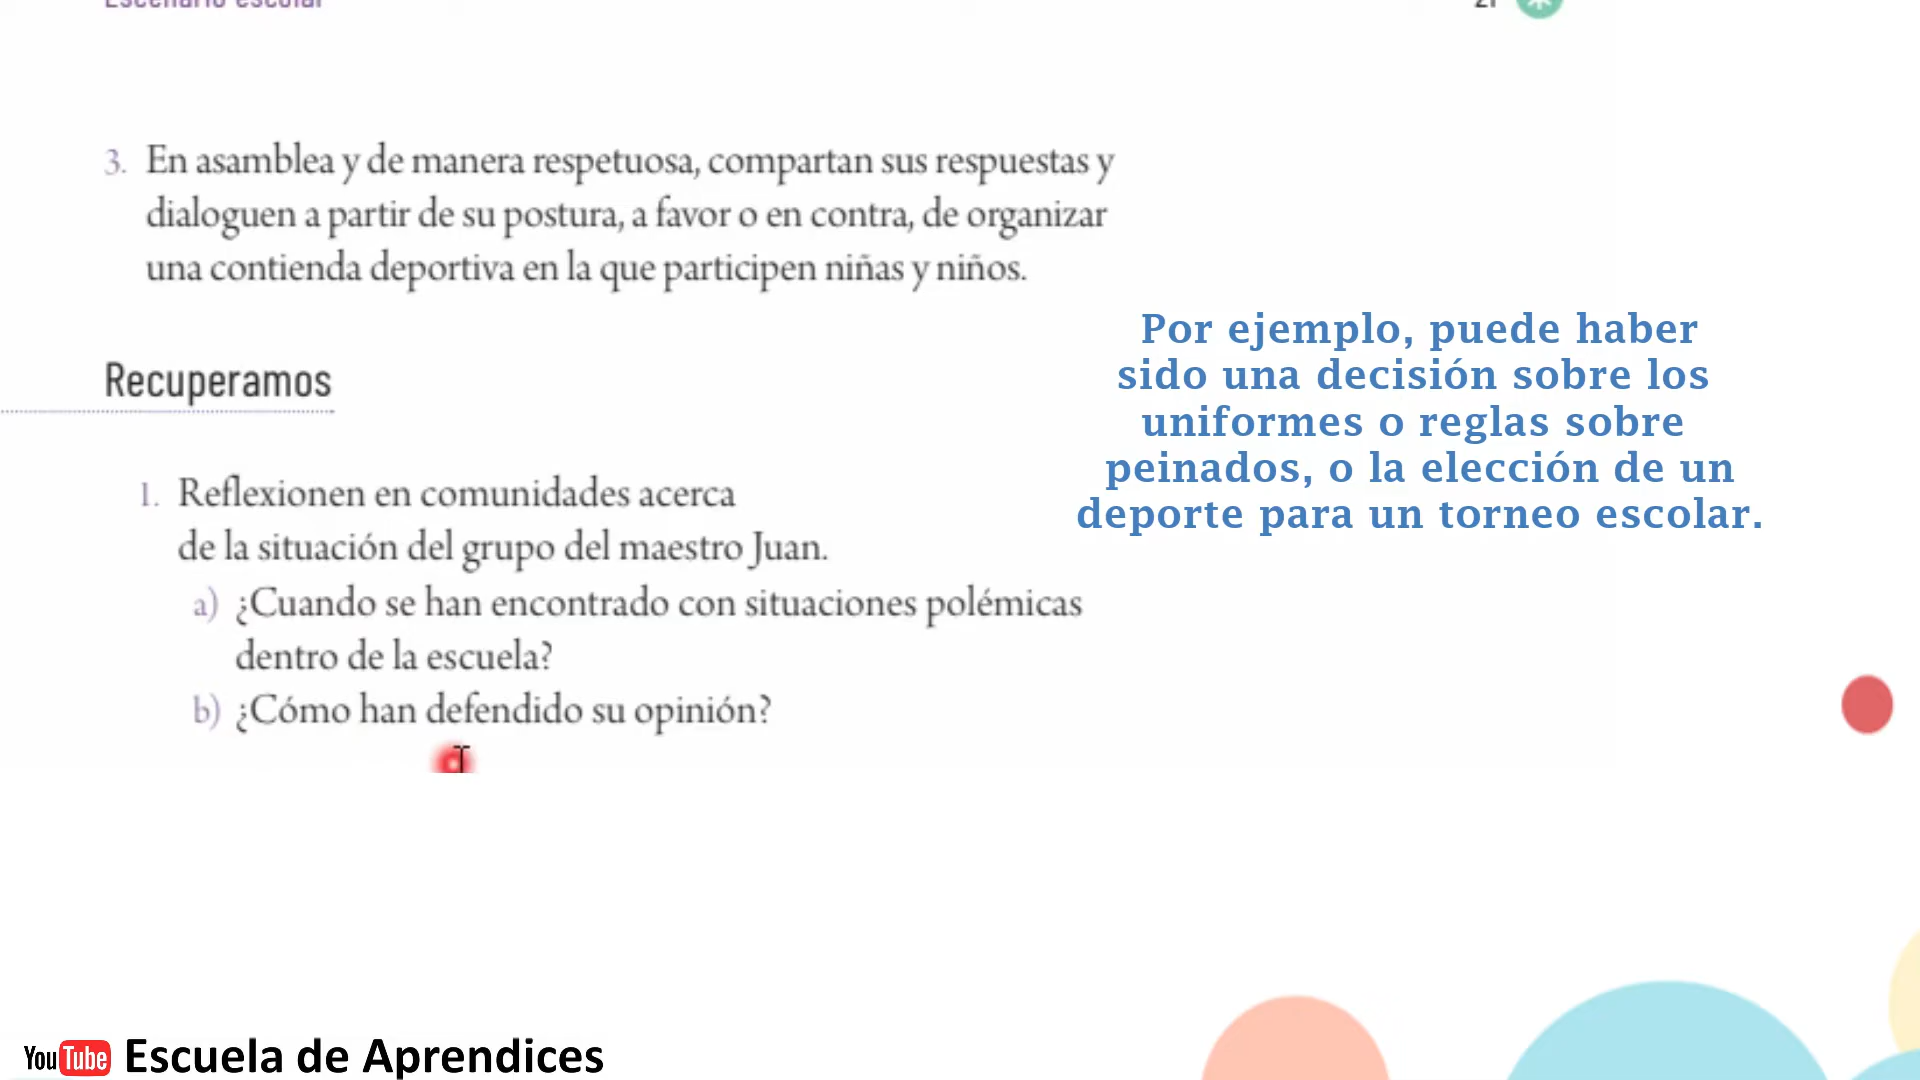 Escenario escolar
21
3. En asamblea y de manera respetuosa, compartan sus respuestas y
dialoguen a partir de su postura, a favor o en contra, de organizar
una contienda deportiva en la que participen niñas y niños.
Por ejemplo, puede haber
sido una decisión sobre los
uniformes o reglas sobre
peinados, o la elección de un
deporte para un torneo escolar.
Recuperamos
1. Reflexionen en comunidades acerca
de la situación del grupo del maestro Juan.
a) ¿Cuando se han encontrado con situaciones polémicas
dentro de la escuela?
b) ¿Cómo han defendido su opinión?
YouTube Escuela de Aprendices